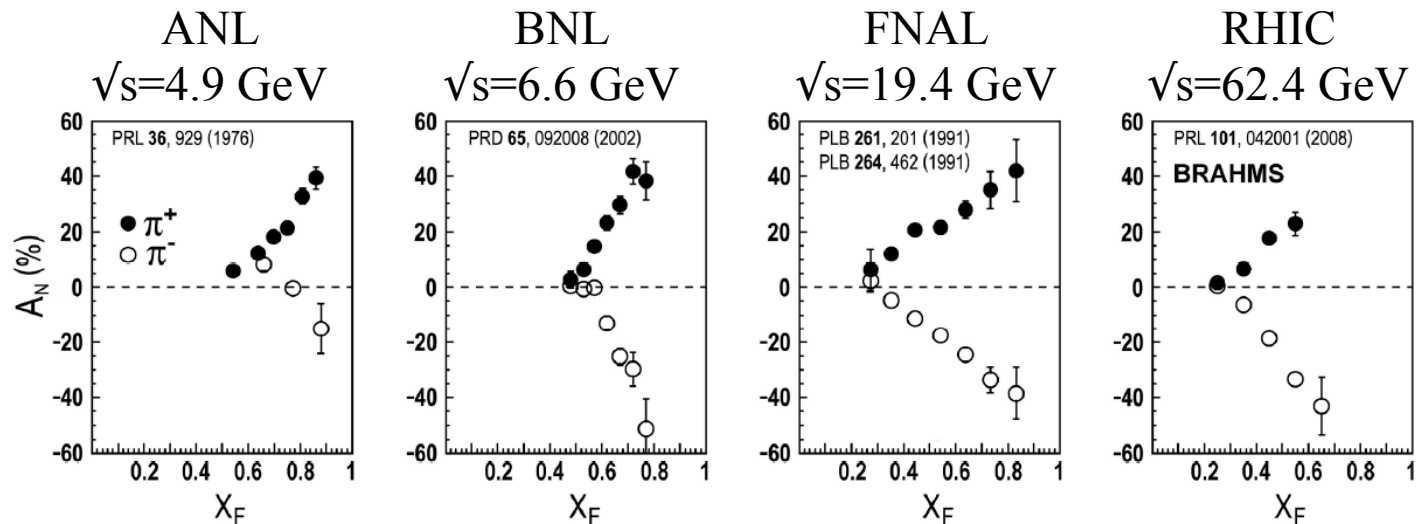 ANL
√s=4.9 GeV
BNL
√s=6.6 GeV
FNAL
√s=19.4 GeV
RHIC
√s=62.4 GeV
A_N (%)
60
40
20
0
-20
-40
-60
PRL 36, 929 (1976)
π+
π-
0.2 0.4 0.6 0.8 1
X_F
60
40
20
0
-20
-40
-60
PRD 65, 092008 (2002)
0.2 0.4 0.6 0.8 1
X_F
60
40
20
0
-20
-40
-60
PLB 261, 201 (1991)
PLB 264, 462 (1991)
0.2 0.4 0.6 0.8 1
X_F
60
40
20
0
-20
-40
-60
PRL 101, 042001 (2008)
BRAHMS
0.2 0.4 0.6 0.8 1
X_F